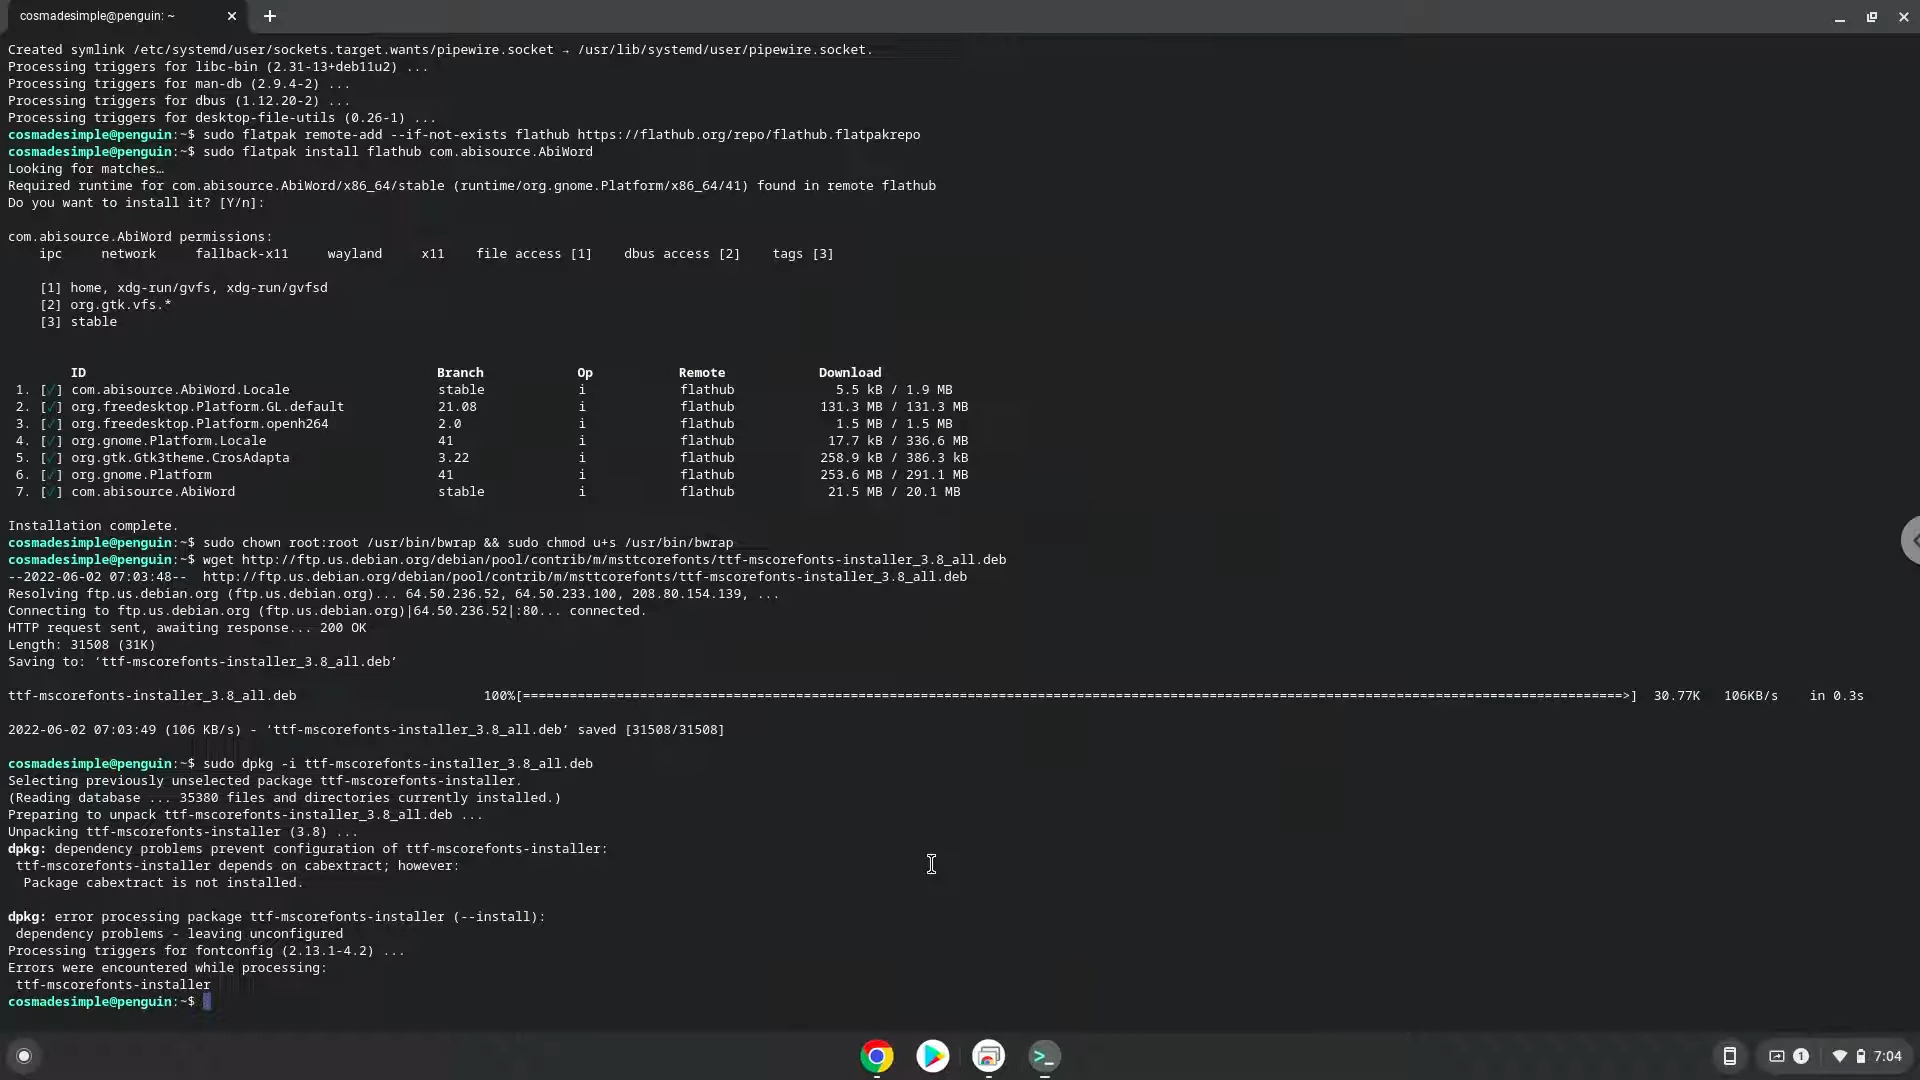 cosmadesimple@penguin: ~
Created symlink /etc/systemd/user/sockets.target.wants/pipewire.socket → /usr/lib/systemd/user/pipewire.socket.
Processing triggers for libc-bin (2.31-13+deb11u2) ...
Processing triggers for man-db (2.9.4-2) ...
Processing triggers for dbus (1.12.20-2) ...
Processing triggers for desktop-file-utils (0.26-1) ...
cosmadesimple@penguin:~$ sudo flatpak remote-add --if-not-exists flathub https://flathub.org/repo/flathub.flatpakrepo
cosmadesimple@penguin:~$ sudo flatpak install flathub com.abisource.AbiWord
Looking for matches…
Required runtime for com.abisource.AbiWord/x86_64/stable (runtime/org.gnome.Platform/x86_64/41) found in remote flathub
Do you want to install it? [Y/n]:
com.abisource.AbiWord permissions:
ipc network fallback-x11 wayland x11 file access [1] dbus access [2] tags [3]
[1] home, xdg-run/gvfs, xdg-run/gvfsd
[2] org.gtk.vfs.*
[3] stable
ID Branch Op Remote Download
1. [✓] com.abisource.AbiWord.Locale stable i flathub 5.5 kB / 1.9 MB
2. [✓] org.freedesktop.Platform.GL.default 21.08 i flathub 131.3 MB / 131.3 MB
3. [✓] org.freedesktop.Platform.openh264 2.0 i flathub 1.5 MB / 1.5 MB
4. [✓] org.gnome.Platform.Locale 41 i flathub 17.7 kB / 336.6 MB
5. [✓] org.gtk.Gtk3theme.CrosAdapta 3.22 i flathub 258.9 kB / 386.3 kB
6. [✓] org.gnome.Platform 41 i flathub 253.6 MB / 291.1 MB
7. [✓] com.abisource.AbiWord stable i flathub 21.5 MB / 20.1 MB
Installation complete.
cosmadesimple@penguin:~$ sudo chown root:root /usr/bin/bwrap && sudo chmod u+s /usr/bin/bwrap
cosmadesimple@penguin:~$ wget http://ftp.us.debian.org/debian/pool/contrib/m/msttcorefonts/ttf-mscorefonts-installer_3.8_all.deb
--2022-06-02 07:03:48-- http://ftp.us.debian.org/debian/pool/contrib/m/msttcorefonts/ttf-mscorefonts-installer_3.8_all.deb
Resolving ftp.us.debian.org (ftp.us.debian.org)... 64.50.236.52, 64.50.233.100, 208.80.154.139, ...
Connecting to ftp.us.debian.org (ftp.us.debian.org)|64.50.236.52|:80... connected.
HTTP request sent, awaiting response... 200 OK
Length: 31508 (31K)
Saving to: ‘ttf-mscorefonts-installer_3.8_all.deb’
ttf-mscorefonts-installer_3.8_all.deb 100%[=============================================================================================================================================>] 30.77K 106KB/s in 0.3s
2022-06-02 07:03:49 (106 KB/s) - ‘ttf-mscorefonts-installer_3.8_all.deb’ saved [31508/31508]
cosmadesimple@penguin:~$ sudo dpkg -i ttf-mscorefonts-installer_3.8_all.deb
Selecting previously unselected package ttf-mscorefonts-installer.
(Reading database ... 35380 files and directories currently installed.)
Preparing to unpack ttf-mscorefonts-installer_3.8_all.deb ...
Unpacking ttf-mscorefonts-installer (3.8) ...
dpkg: dependency problems prevent configuration of ttf-mscorefonts-installer:
ttf-mscorefonts-installer depends on cabextract; however:
Package cabextract is not installed.
dpkg: error processing package ttf-mscorefonts-installer (--install):
dependency problems - leaving unconfigured
Processing triggers for fontconfig (2.13.1-4.2) ...
Errors were encountered while processing:
ttf-mscorefonts-installer
cosmadesimple@penguin:~$
1 7:04